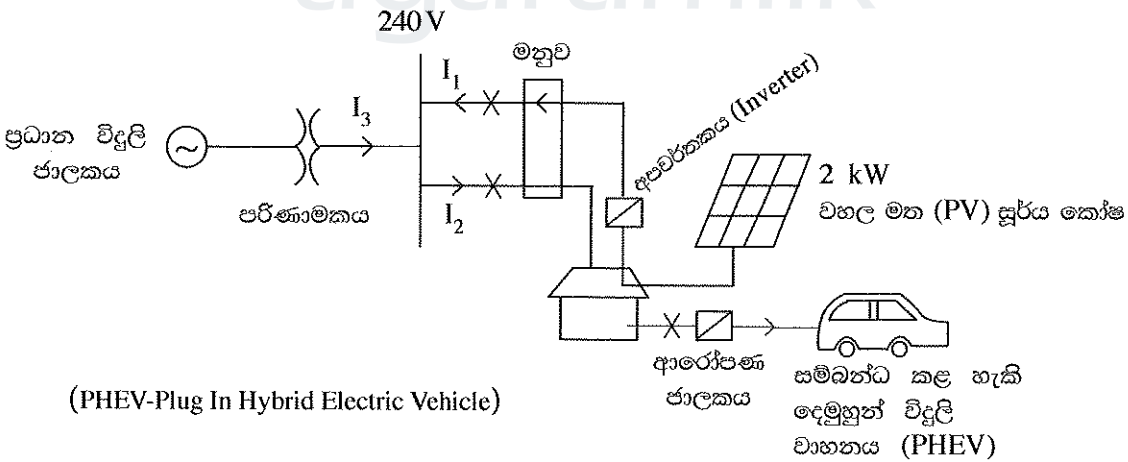 240 V
මනුව
I₁
අපවර්තකය (Inverter)
I₃
ප්‍රධාන විදුලි
ජාලකය
2 kW
වහල මත (PV) සූර්ය කෝෂ
පරිණාමකය
I₂
ආරෝපණ
ජාලකය
සම්බන්ධ කළ හැකි
දෙමුහුන් විදුලි
වාහනය (PHEV)
(PHEV-Plug In Hybrid Electric Vehicle)